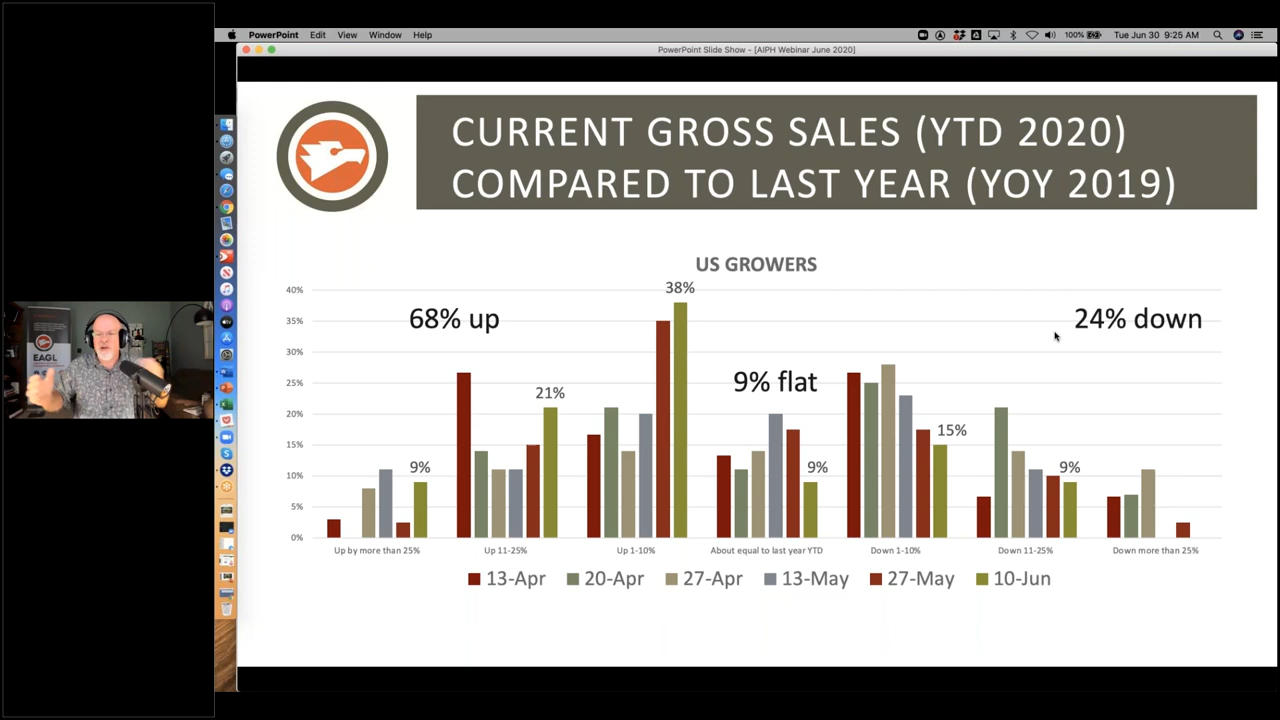 PowerPoint Edit View Window Help
100% Tue Jun 30 9:25 AM
PowerPoint Slide Show - [AIPH Webinar June 2020]
CURRENT GROSS SALES (YTD 2020)
COMPARED TO LAST YEAR (YOY 2019)
US GROWERS
40%
35%
30%
25%
20%
15%
10%
5%
0%
68% up
9% flat
24% down
9%
21%
38%
9%
15%
9%
Up by more than 25%
Up 11-25%
Up 1-10%
About equal to last year YTD
Down 1-10%
Down 11-25%
Down more than 25%
13-Apr 20-Apr 27-Apr 13-May 27-May 10-Jun
EAGL